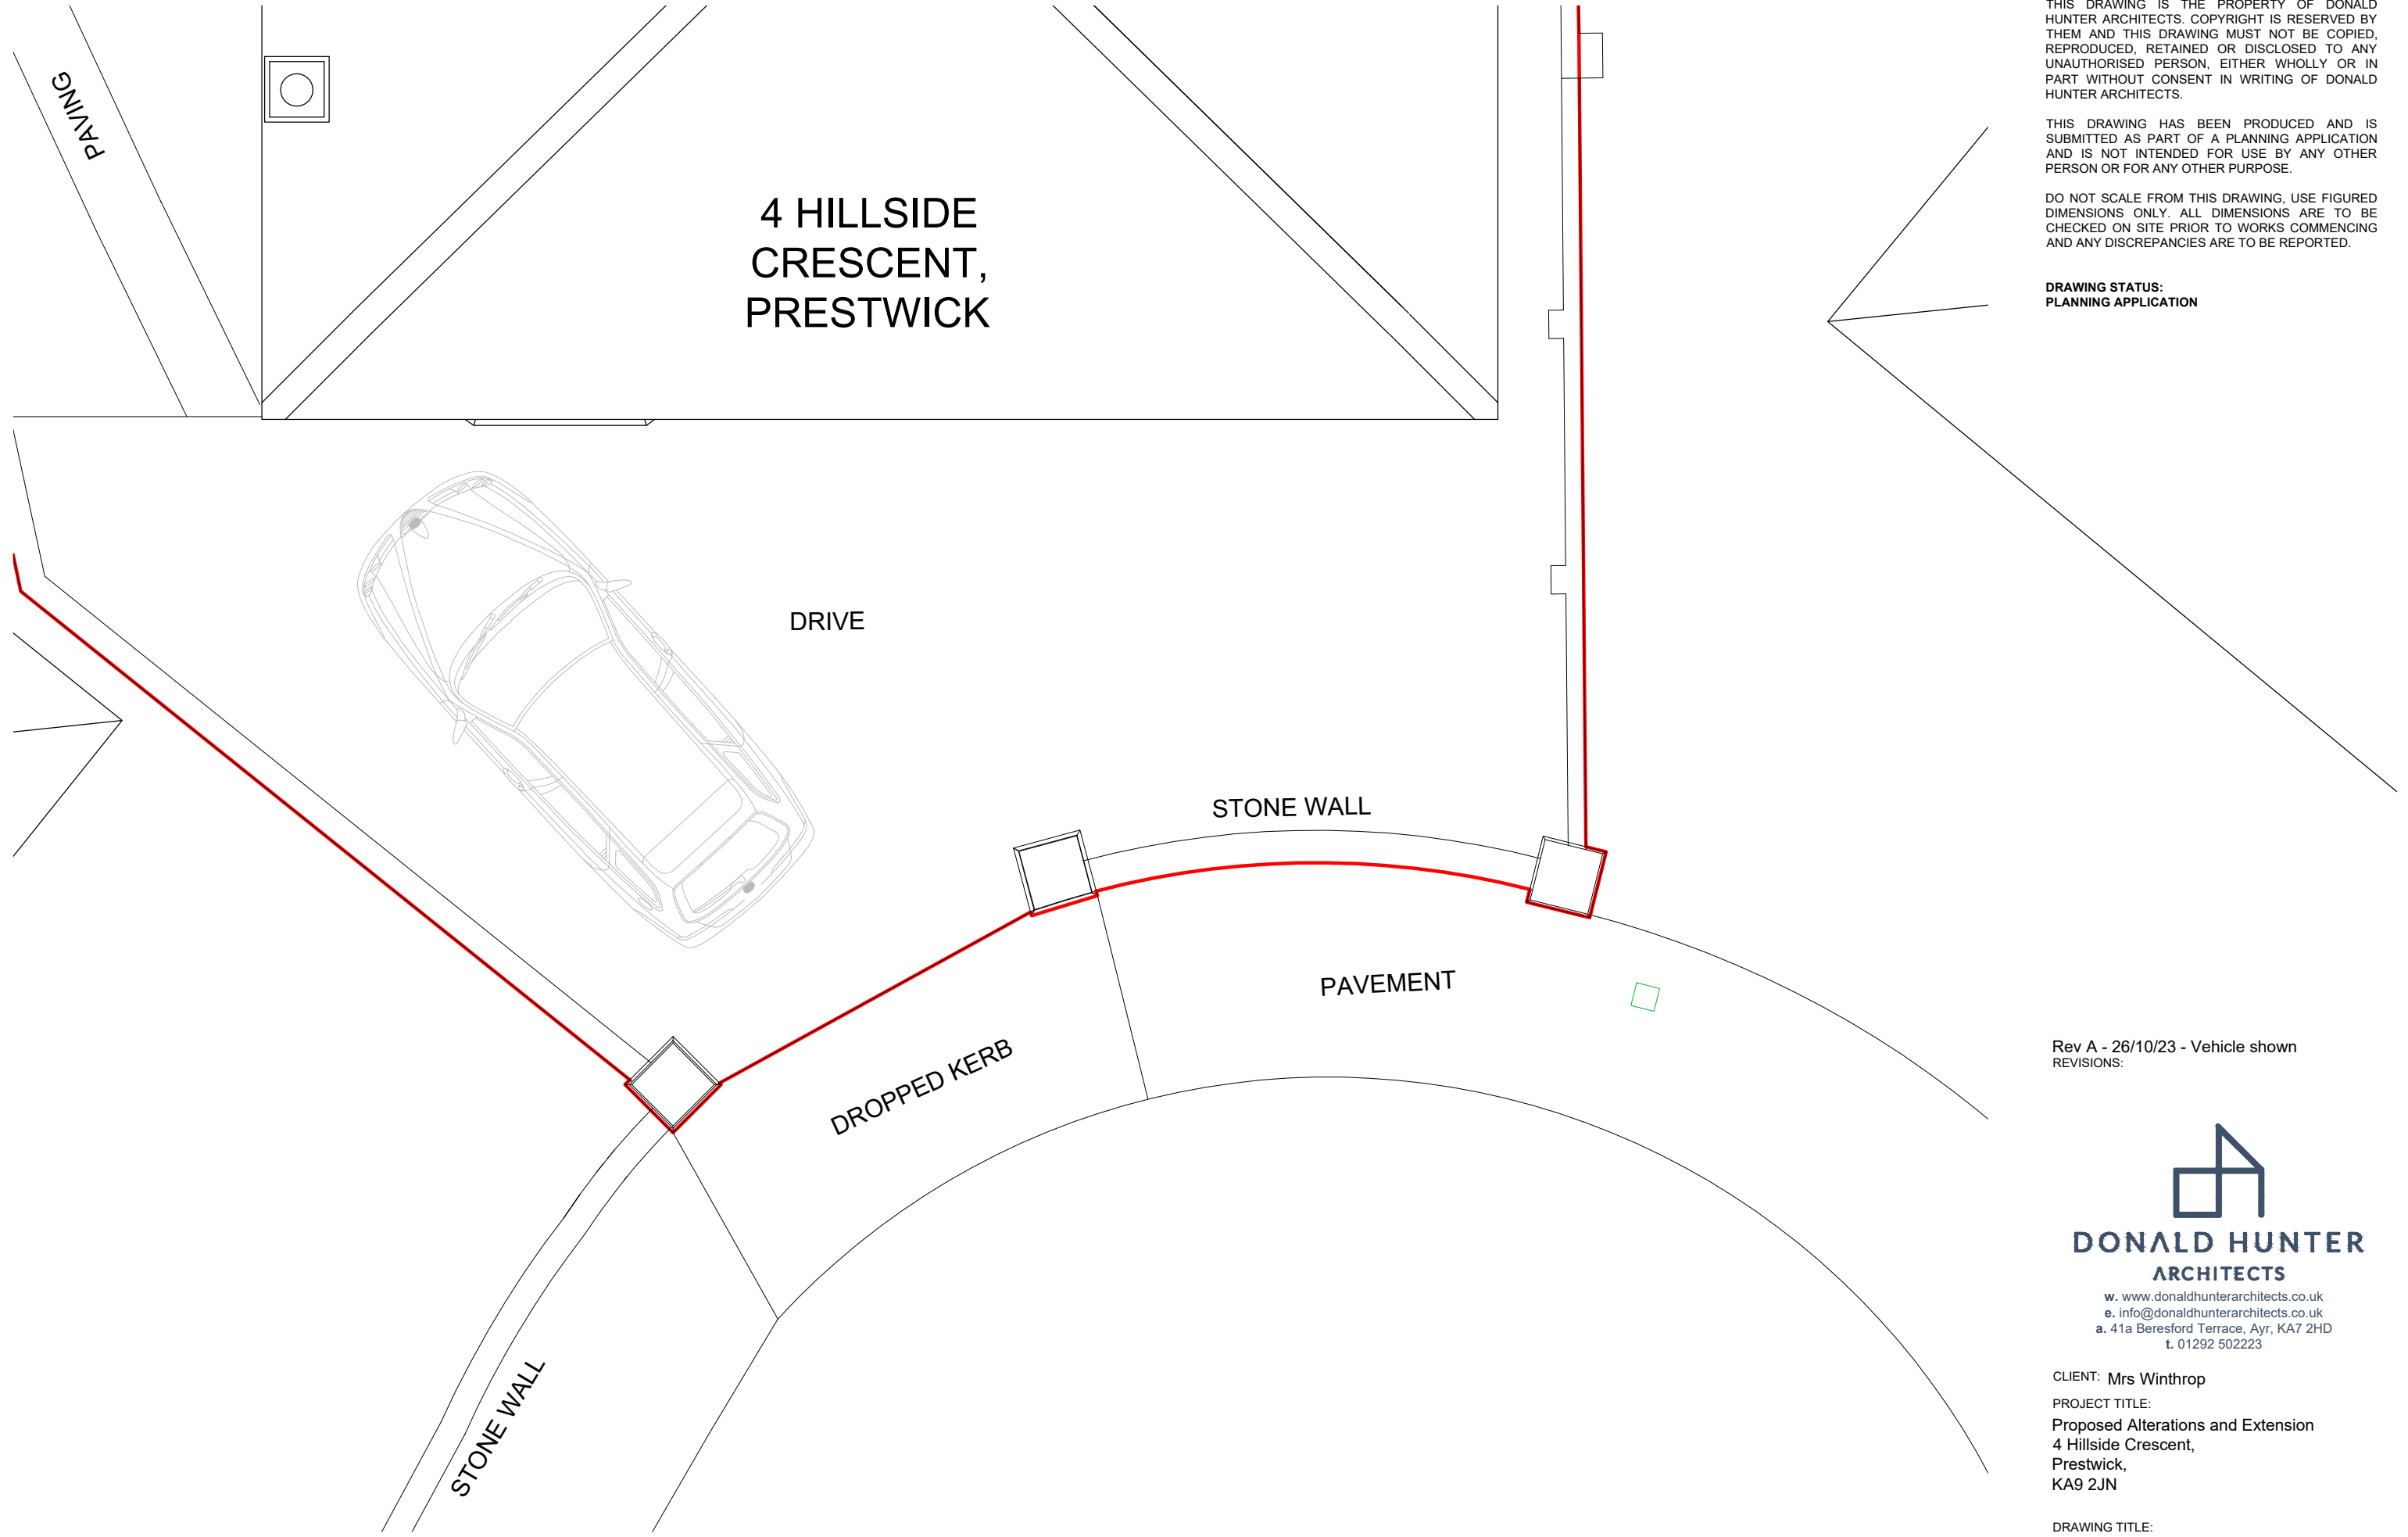 PAVING
4 HILLSIDE
CRESCENT,
PRESTWICK
DRIVE
STONE WALL
PAVEMENT
DROPPED KERB
STONE WALL
THIS DRAWING IS THE PROPERTY OF DONALD
HUNTER ARCHITECTS. COPYRIGHT IS RESERVED BY
THEM AND THIS DRAWING MUST NOT BE COPIED,
REPRODUCED, RETAINED OR DISCLOSED TO ANY
UNAUTHORISED PERSON, EITHER WHOLLY OR IN
PART WITHOUT CONSENT IN WRITING OF DONALD
HUNTER ARCHITECTS.
THIS DRAWING HAS BEEN PRODUCED AND IS
SUBMITTED AS PART OF A PLANNING APPLICATION
AND IS NOT INTENDED FOR USE BY ANY OTHER
PERSON OR FOR ANY OTHER PURPOSE.
DO NOT SCALE FROM THIS DRAWING, USE FIGURED
DIMENSIONS ONLY. ALL DIMENSIONS ARE TO BE
CHECKED ON SITE PRIOR TO WORKS COMMENCING
AND ANY DISCREPANCIES ARE TO BE REPORTED.
DRAWING STATUS:
PLANNING APPLICATION
Rev A - 26/10/23 - Vehicle shown
REVISIONS:
DONALD HUNTER
ARCHITECTS
w. www.donaldhunterarchitects.co.uk
e. info@donaldhunterarchitects.co.uk
a. 41a Beresford Terrace, Ayr, KA7 2HD
t. 01292 502223
CLIENT: Mrs Winthrop
PROJECT TITLE:
Proposed Alterations and Extension
4 Hillside Crescent,
Prestwick,
KA9 2JN
DRAWING TITLE: